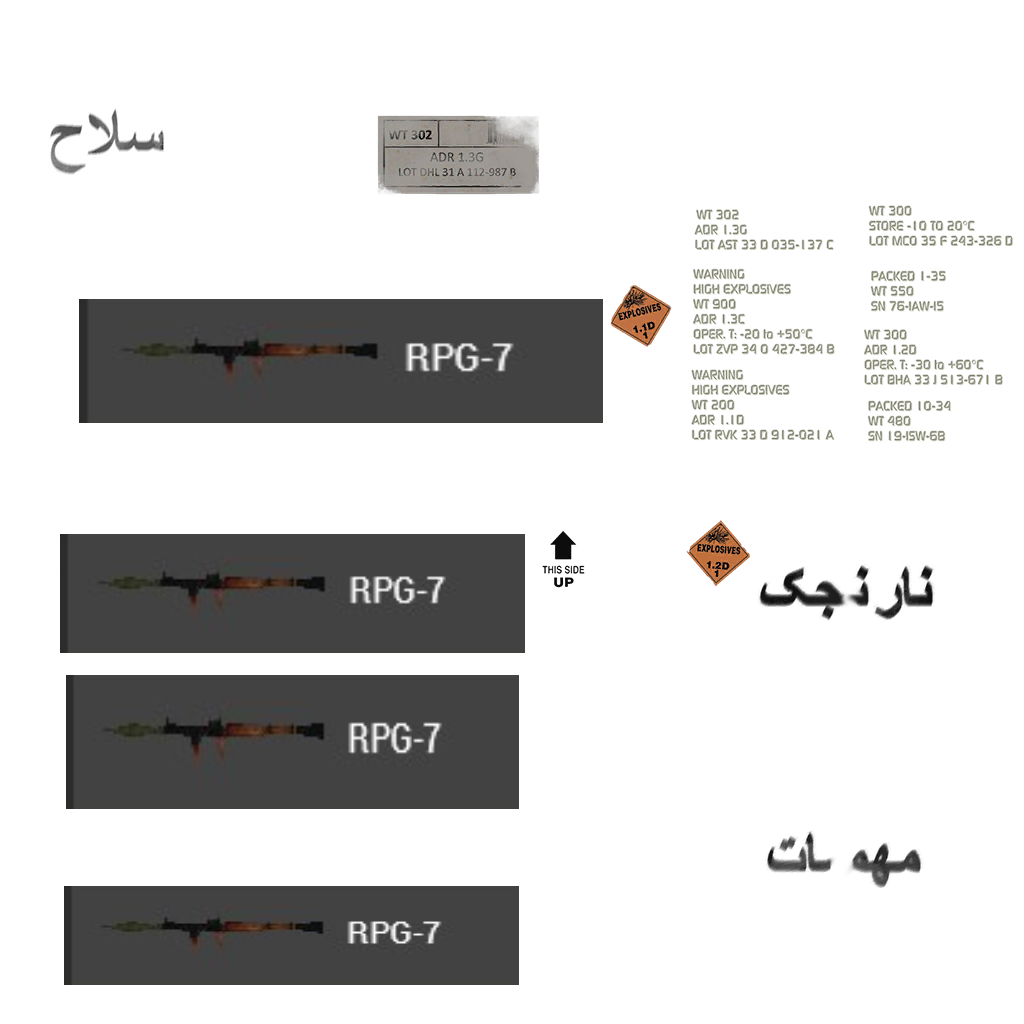 سلاح
WT 302
ADR 1.3G
LOT DHL 31 A 112-987 B
WT 302
ADR 1.3G
LOT AST 33 D 035-137 C
WT 300
STORE -10 TO 20°C
LOT MCO 35 F 243-326 D
WARNING
HIGH EXPLOSIVES
WT 900
ADR 1.3C
OPER. T: -20 to +50°C
LOT ZVP 34 O 427-384 B
PACKED 1-35
WT 550
SN 76-IAW-I5
RPG-7
EXPLOSIVES
1.1D
1
WT 300
ADR 1.2D
OPER. T: -30 to +60°C
LOT BHA 33 J 513-671 B
WARNING
HIGH EXPLOSIVES
WT 200
ADR 1.1D
LOT RVK 33 D 912-021 A
PACKED 10-34
WT 480
SN 19-ISW-6B
RPG-7
THIS SIDE
UP
EXPLOSIVES
1.2D
1
نارنجک
RPG-7
مهمات
RPG-7